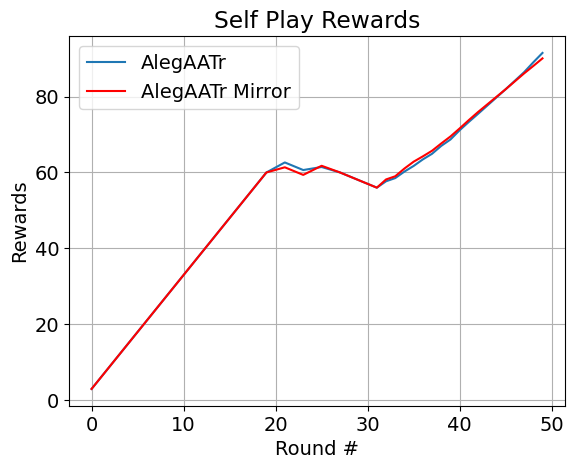 Self Play Rewards
AlegAATr
AlegAATr Mirror
Rewards
80
60
40
20
0
0 10 20 30 40 50
Round #